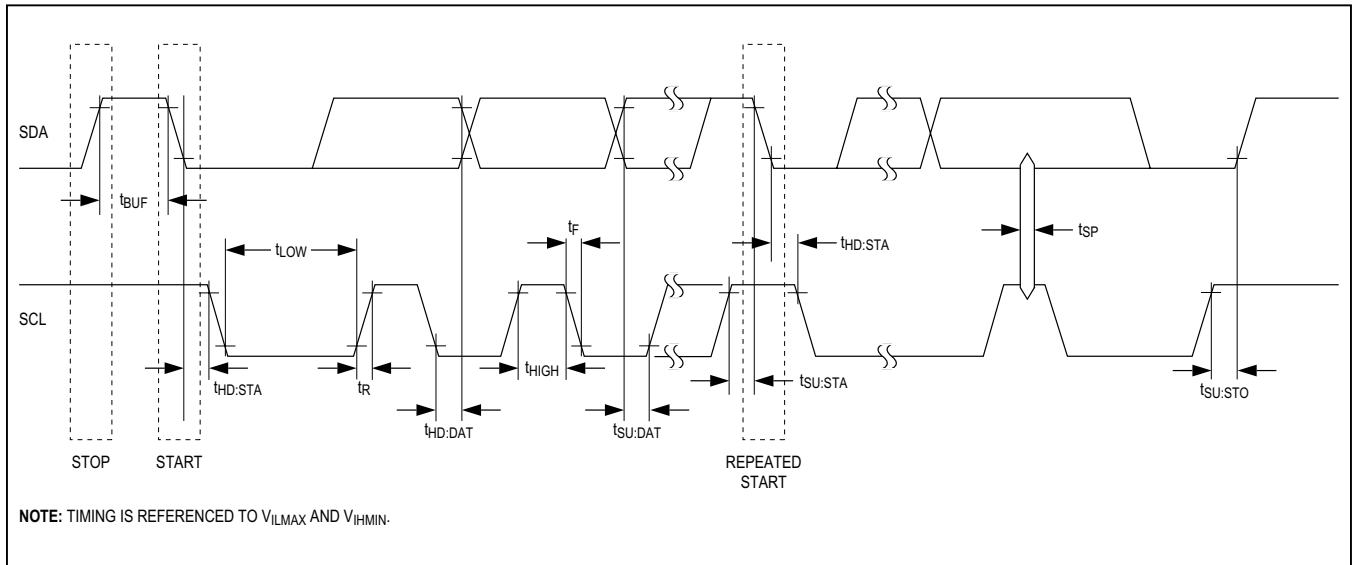 SDA
tBUF
tLOW
tF
tHD:STA
tSP
SCL
tHD:STA
tR
tHIGH
tSU:STA
tSU:STO
tHD:DAT
tSU:DAT
STOP
START
REPEATED
START
NOTE: TIMING IS REFERENCED TO VILMAX AND VIHMIN.